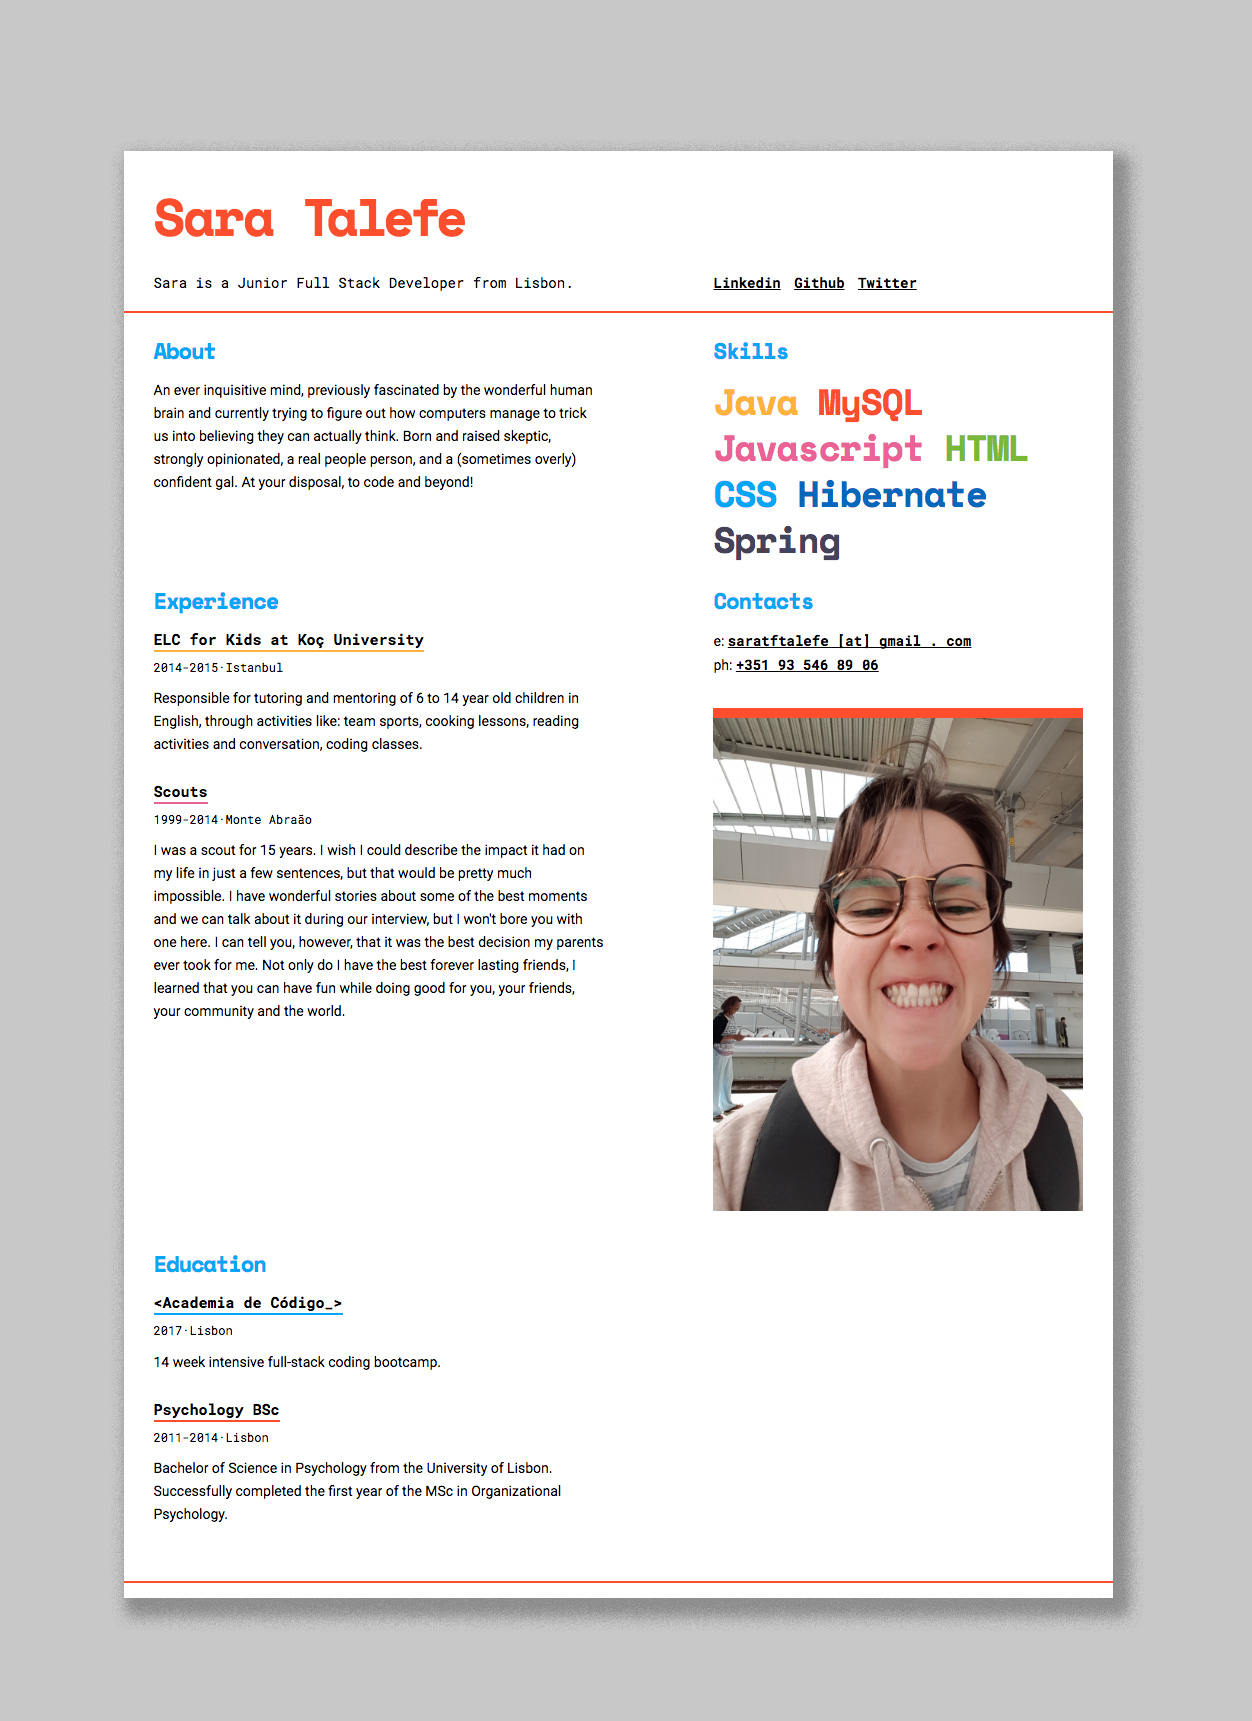 Sara Talefe
Sara is a Junior Full Stack Developer from Lisbon.
Linkedin Github Twitter
About
An ever inquisitive mind, previously fascinated by the wonderful human
brain and currently trying to figure out how computers manage to trick
us into believing they can actually think. Born and raised skeptic,
strongly opinionated, a real people person, and a (sometimes overly)
confident gal. At your disposal, to code and beyond!
Skills
Java MySQL
Javascript HTML
CSS Hibernate
Spring
Experience
ELC for Kids at Koç University
2014-2015·Istanbul
Responsible for tutoring and mentoring of 6 to 14 year old children in
English, through activities like: team sports, cooking lessons, reading
activities and conversation, coding classes.
Scouts
1999-2014·Monte Abraão
I was a scout for 15 years. I wish I could describe the impact it had on
my life in just a few sentences, but that would be pretty much
impossible. I have wonderful stories about some of the best moments
and we can talk about it during our interview, but I won't bore you with
one here. I can tell you, however, that it was the best decision my parents
ever took for me. Not only do I have the best forever lasting friends, I
learned that you can have fun while doing good for you, your friends,
your community and the world.
Contacts
e: saratftalefe [at] gmail . com
ph: +351 93 546 89 06
Education
<Academia de Código_>
2017·Lisbon
14 week intensive full-stack coding bootcamp.
Psychology BSc
2011-2014·Lisbon
Bachelor of Science in Psychology from the University of Lisbon.
Successfully completed the first year of the MSc in Organizational
Psychology.